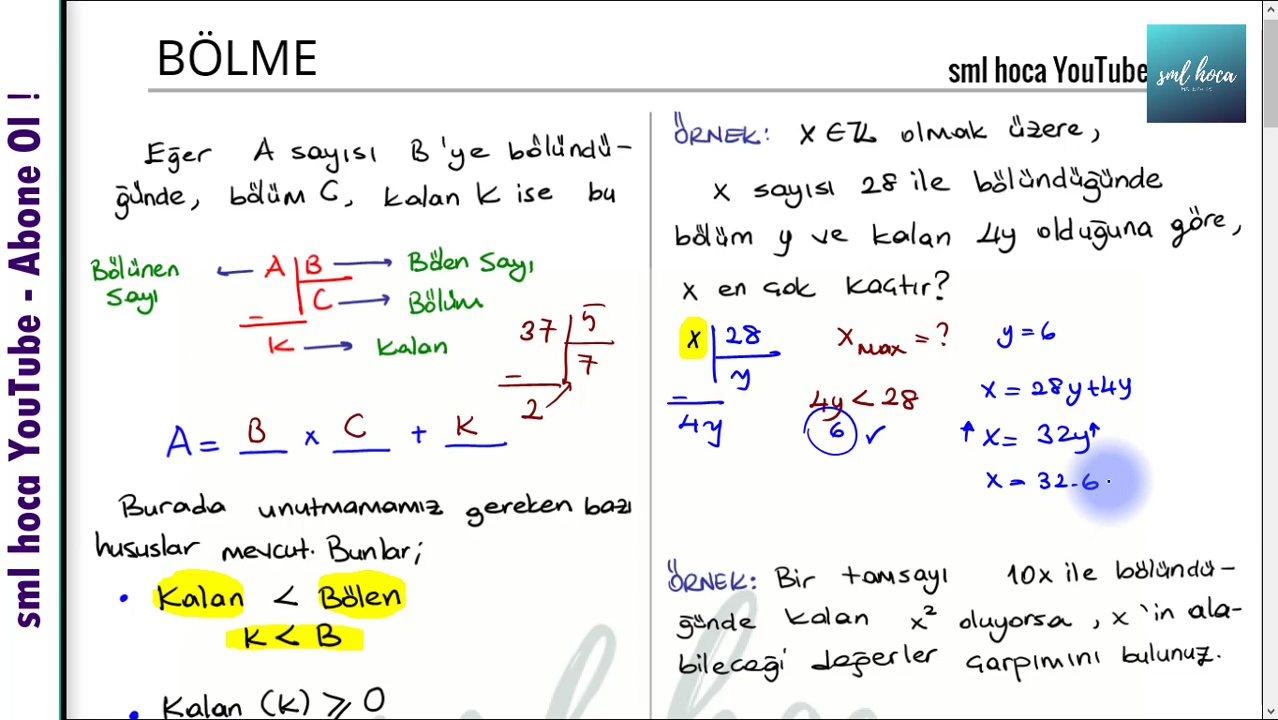 sml hoca YouTube - Abone Ol !
BÖLME
sml hoca YouTube
sml hoca
Eğer A sayısı B'ye bölündü-
ğünde, bölüm C, kalan K ise bu
Bölünen
Sayı
A B
Bölen Sayı
C
Bölüm
K
Kalan
37 5
7
2
A = B x C + K
Burada unutmamamız gereken bazı
hususlar mevcut. Bunlar;
• Kalan < Bölen
K < B
• Kalan (K) ⩾ 0
ÖRNEK: X ∈ ℤ olmak üzere,
x sayısı 28 ile bölündüğünde
bölüm y ve kalan 4y olduğuna göre,
x en çok kaçtır?
x 28
y
4y
Xmax = ?
4y < 28
6 ✓
y = 6
x = 28y+4y
↑ x = 32y↑
x = 32.6
ÖRNEK: Bir tamsayı 10x ile bölündü-
ğünde kalan x² oluyorsa, x'in ala-
bileceği değerler çarpımını bulunuz.
sml hoca